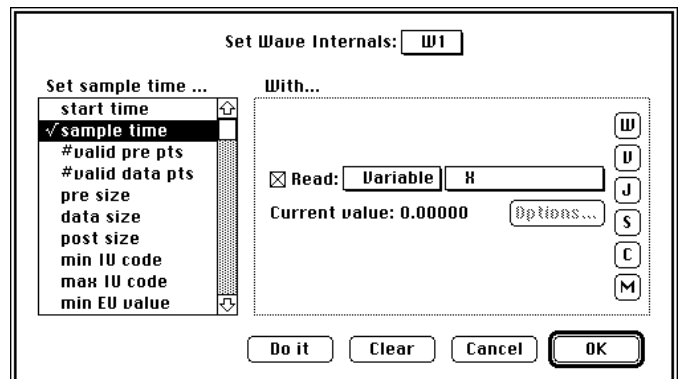 Set Wave Internals: W1
Set sample time ...
start time
√ sample time
#valid pre pts
#valid data pts
pre size
data size
post size
min IU code
max IU code
min EU value
With...
Read: Variable X
Current value: 0.00000 Options...
W
V
J
S
C
M
Do it Clear Cancel OK